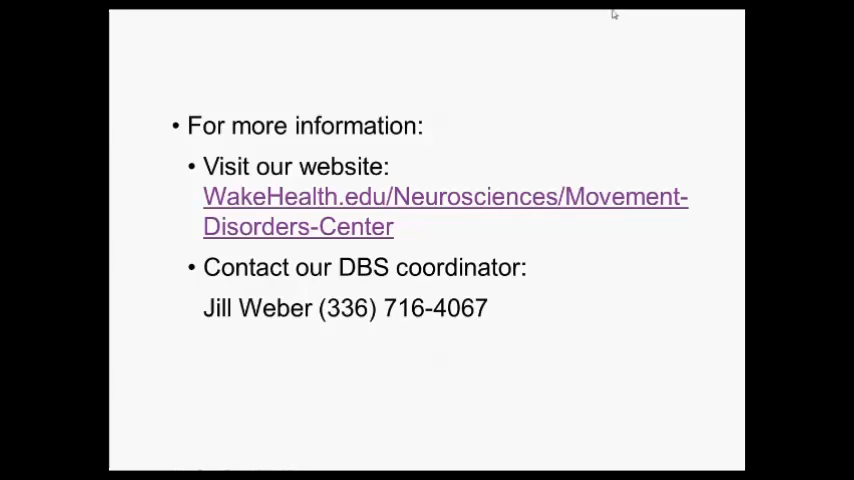 • For more information:
• Visit our website:
WakeHealth.edu/Neurosciences/Movement-
Disorders-Center
• Contact our DBS coordinator:
Jill Weber (336) 716-4067